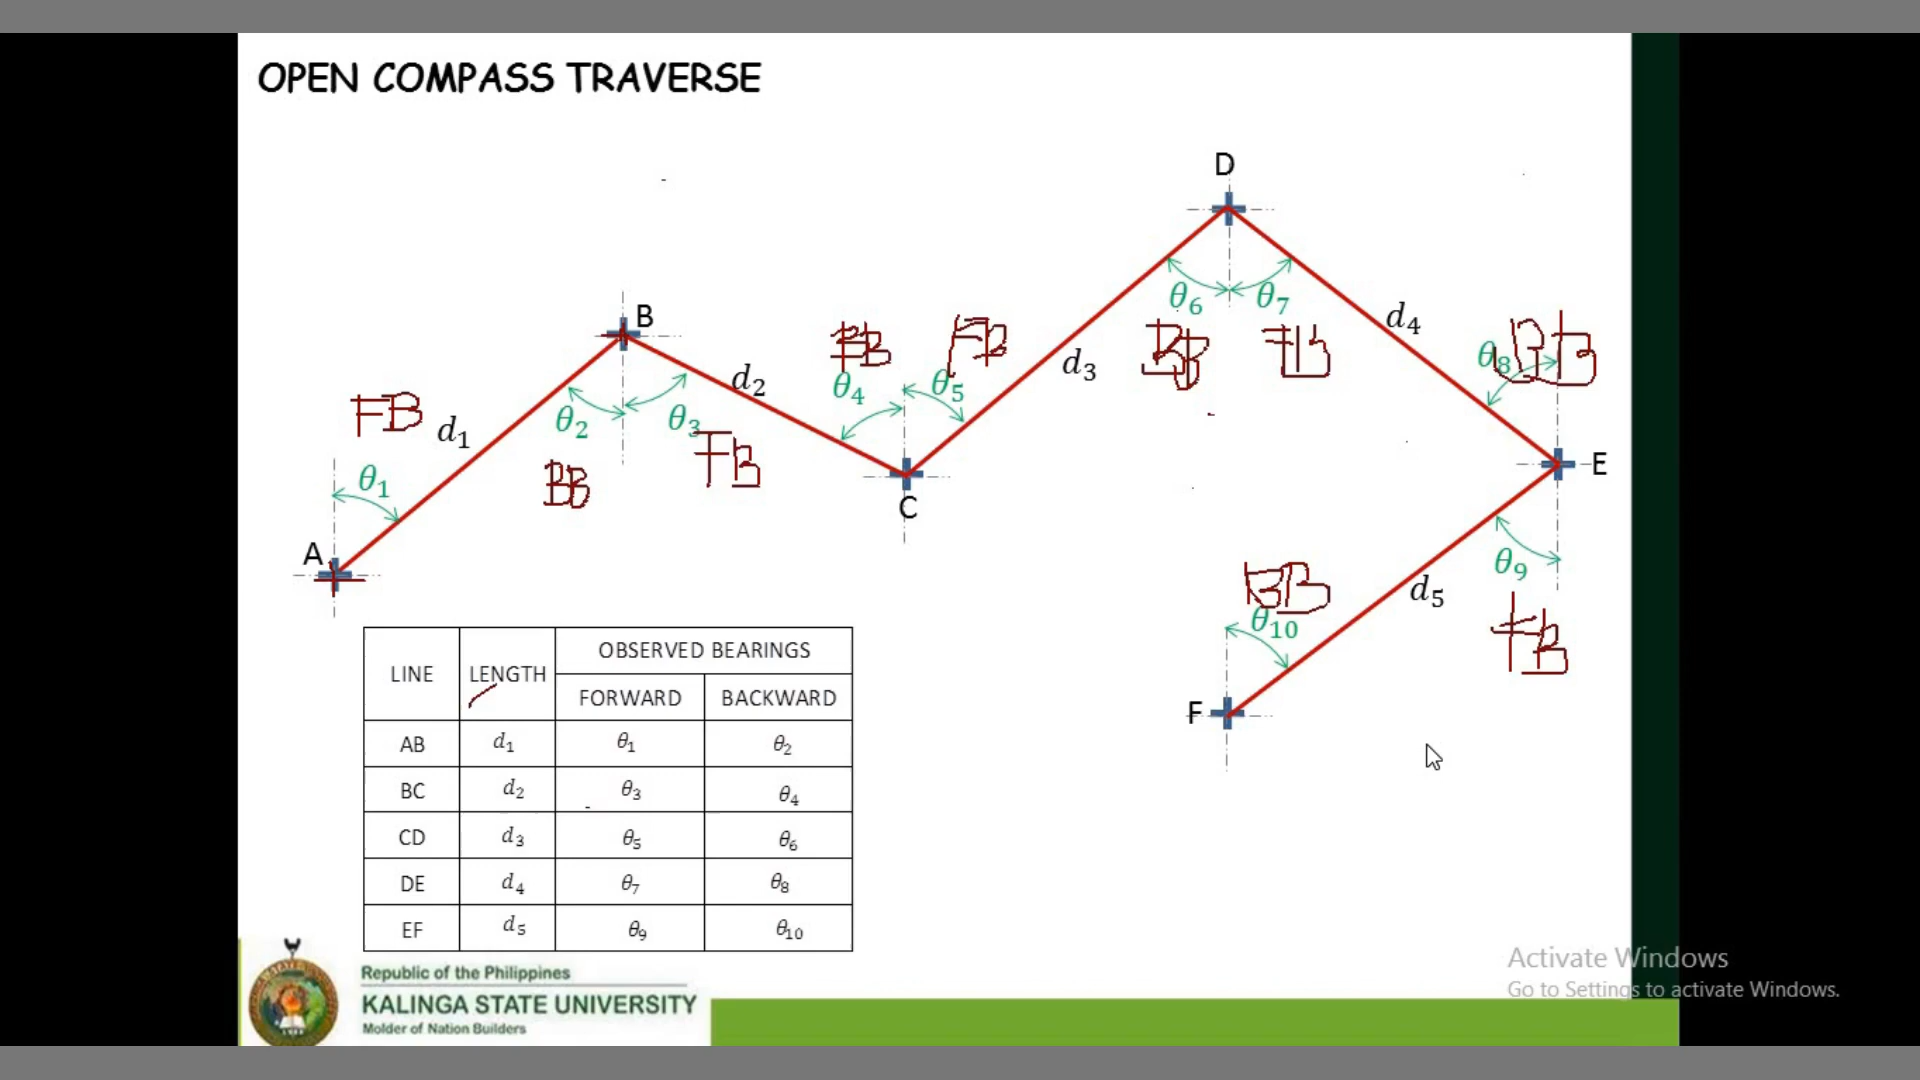 OPEN COMPASS TRAVERSE
D
B
θ6 θ7
d4
BB FB
θ8 BB
BB FB
d3
d2
θ4 θ5
FB
d1
θ2 θ3
FB
BB
C
E
θ1
A
θ9
BB
d5
θ10
FB
F
LINE LENGTH OBSERVED BEARINGS
FORWARD BACKWARD
AB d1 θ1 θ2
BC d2 θ3 θ4
CD d3 θ5 θ6
DE d4 θ7 θ8
EF d5 θ9 θ10
Republic of the Philippines
KALINGA STATE UNIVERSITY
Molder of Nation Builders
Activate Windows
Go to Settings to activate Windows.